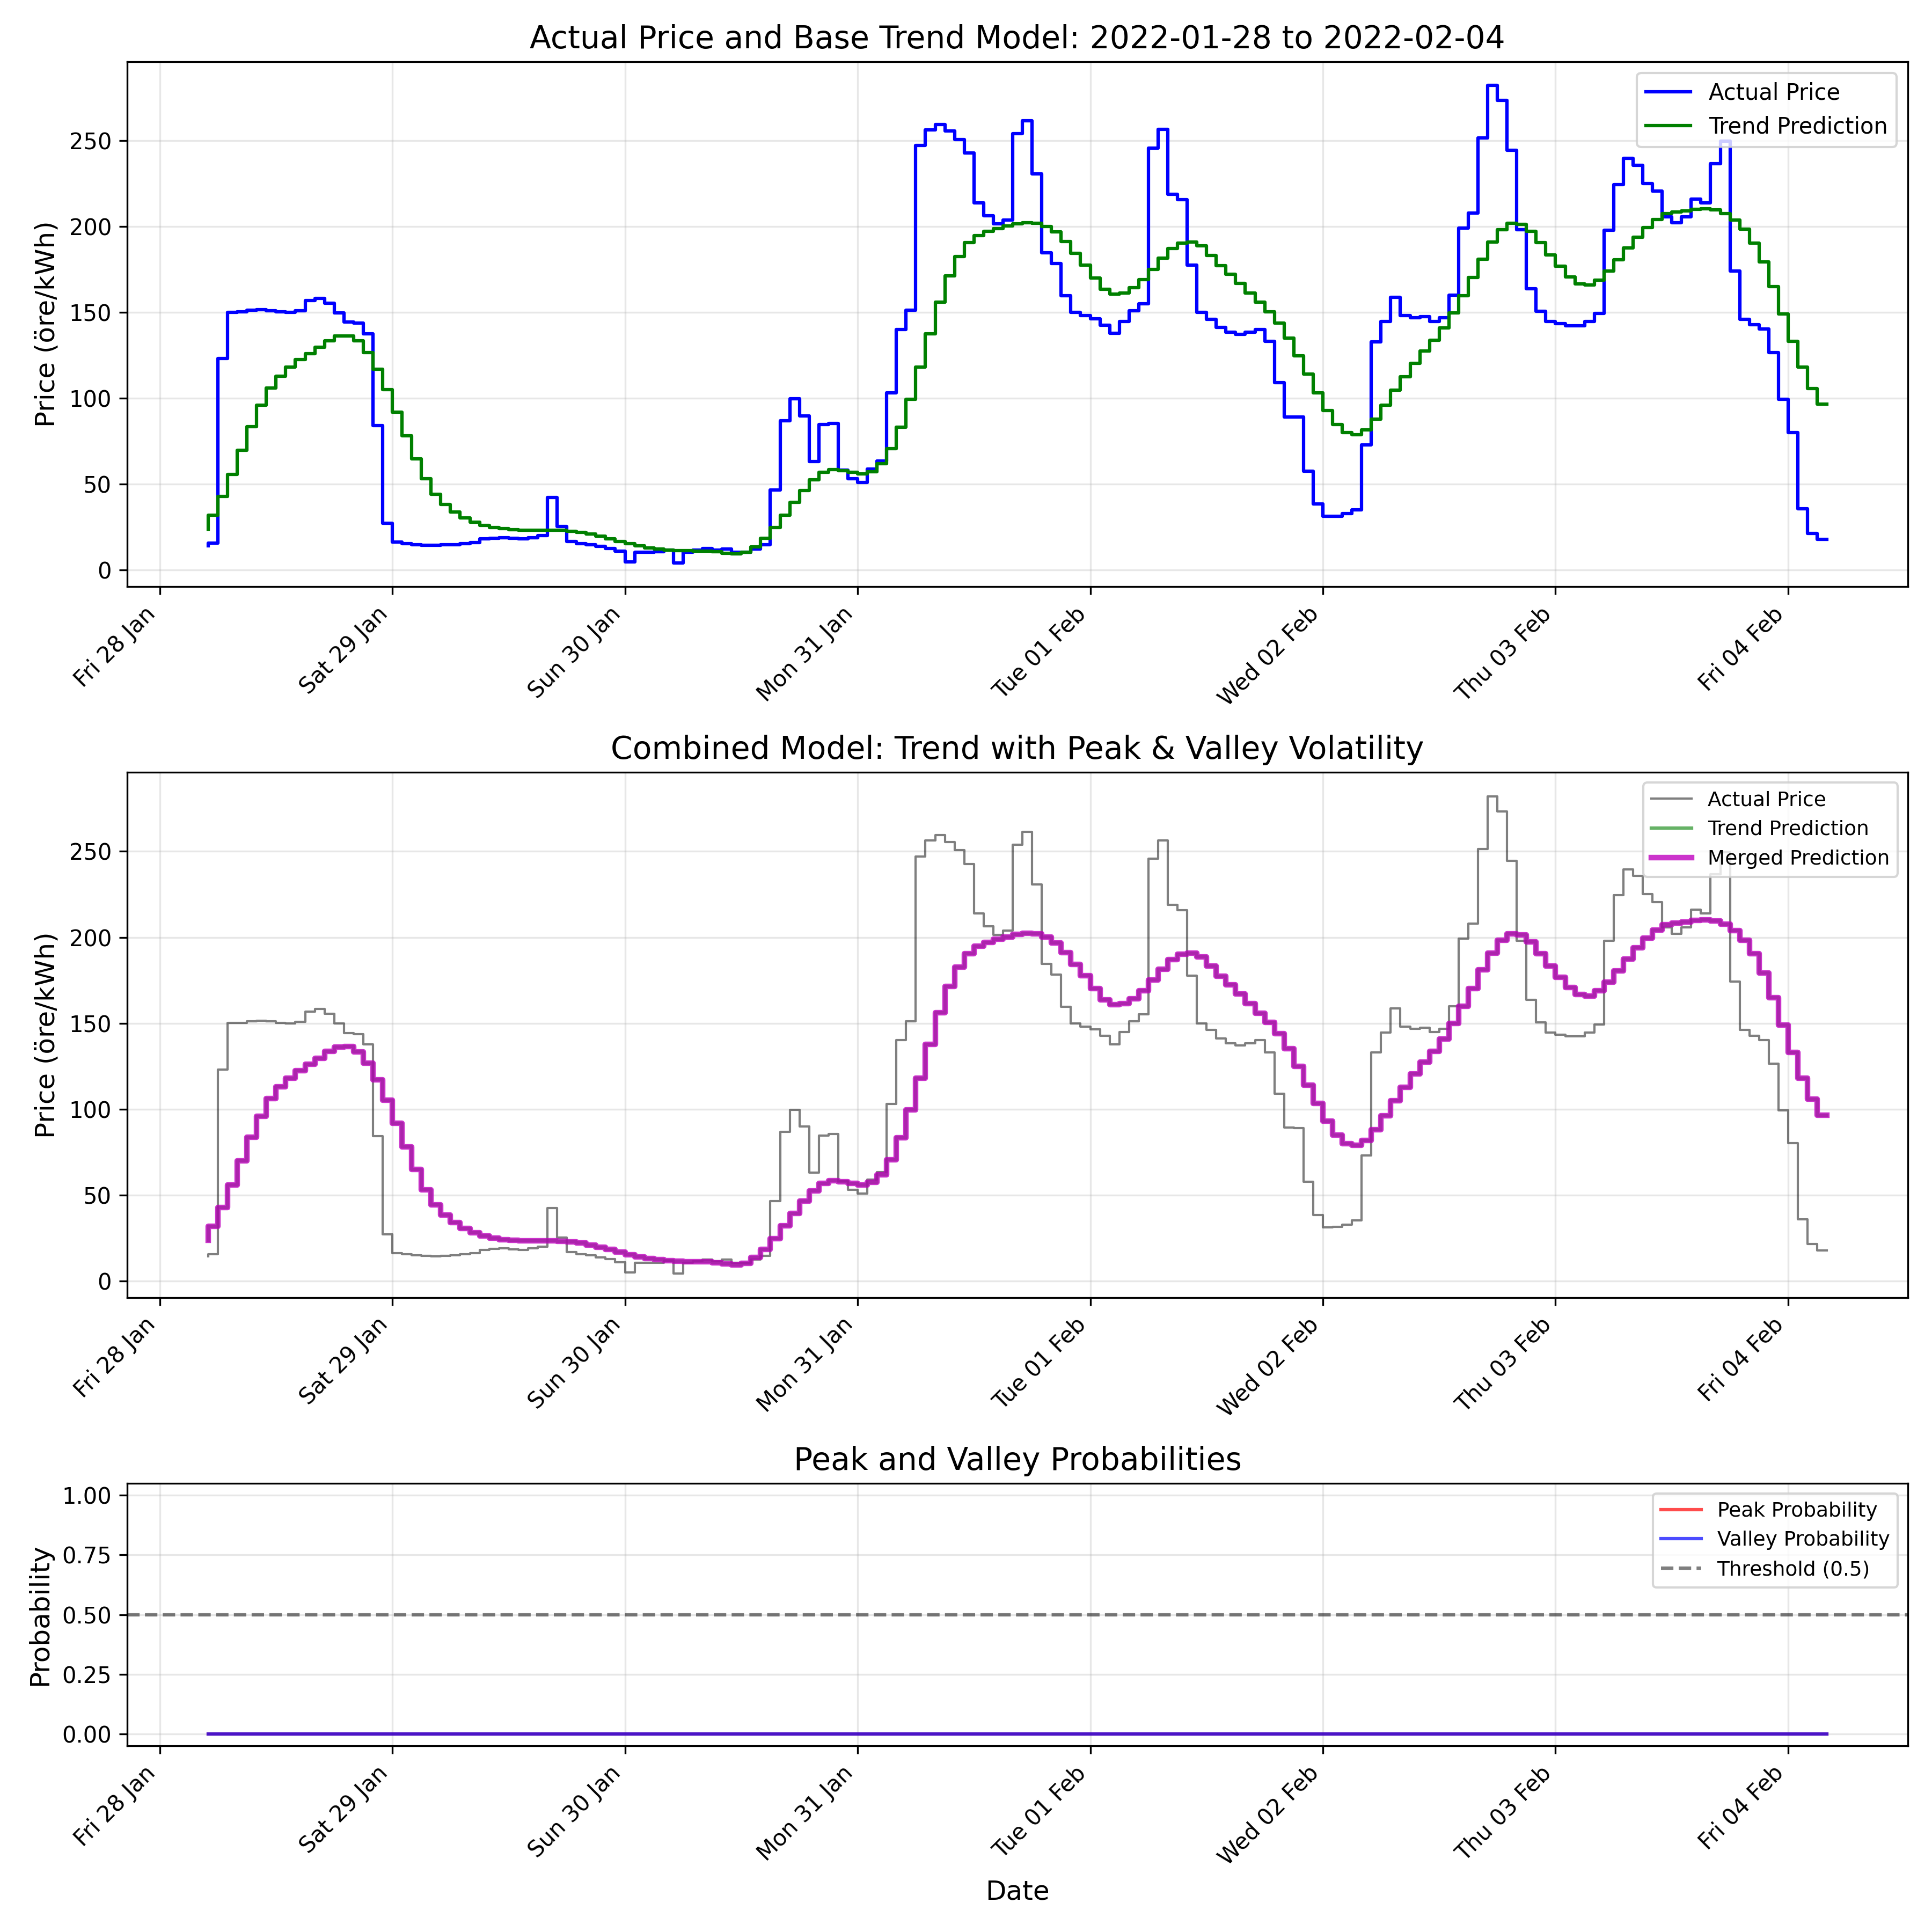 Actual Price and Base Trend Model: 2022-01-28 to 2022-02-04
Price (öre/kWh)
250
200
150
100
50
0
Actual Price
Trend Prediction
Fri 28 Jan
Sat 29 Jan
Sun 30 Jan
Mon 31 Jan
Tue 01 Feb
Wed 02 Feb
Thu 03 Feb
Fri 04 Feb
Combined Model: Trend with Peak & Valley Volatility
Price (öre/kWh)
250
200
150
100
50
0
Actual Price
Trend Prediction
Merged Prediction
Fri 28 Jan
Sat 29 Jan
Sun 30 Jan
Mon 31 Jan
Tue 01 Feb
Wed 02 Feb
Thu 03 Feb
Fri 04 Feb
Peak and Valley Probabilities
Probability
1.00
0.75
0.50
0.25
0.00
Peak Probability
Valley Probability
Threshold (0.5)
Fri 28 Jan
Sat 29 Jan
Sun 30 Jan
Mon 31 Jan
Tue 01 Feb
Wed 02 Feb
Thu 03 Feb
Fri 04 Feb
Date